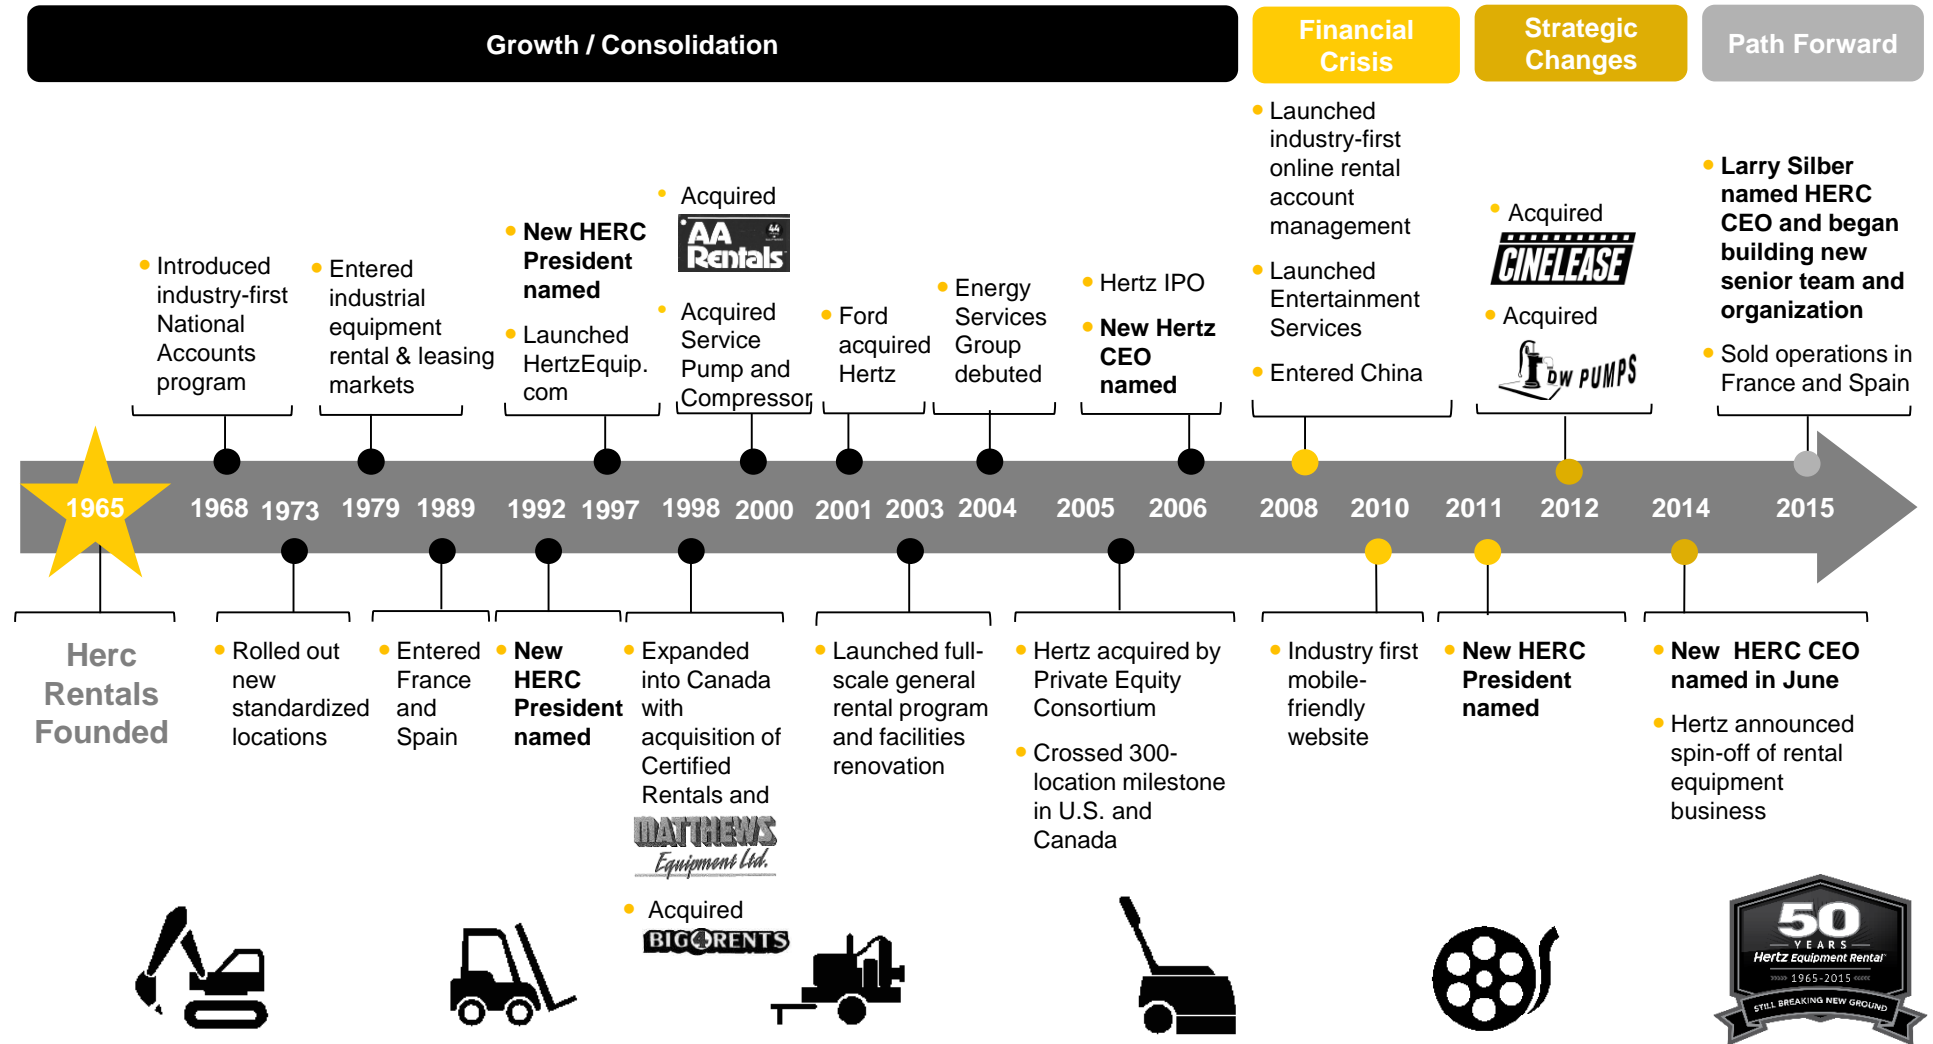 Growth / Consolidation
Financial
Crisis
Strategic
Changes
Path Forward
Introduced
industry-first
National
Accounts
program
Entered
industrial
equipment
rental & leasing
markets
New HERC
President
named
Launched
HertzEquip.
com
Acquired
AA
Rentals
Acquired
Service
Pump and
Compressor
Ford
acquired
Hertz
Energy
Services
Group
debuted
Hertz IPO
New Hertz
CEO
named
Launched
industry-first
online rental
account
management
Launched
Entertainment
Services
Entered China
Acquired
CINELEASE
Acquired
DW PUMPS
Larry Silber
named HERC
CEO and began
building new
senior team and
organization
Sold operations in
France and Spain
1965 1968 1973 1979 1989 1992 1997 1998 2000 2001 2003 2004 2005 2006 2008 2010 2011 2012 2014 2015
Herc
Rentals
Founded
Rolled out
new
standardized
locations
Entered
France
and
Spain
New
HERC
President
named
Expanded
into Canada
with
acquisition of
Certified
Rentals and
MATTHEWS
Equipment Ltd.
Acquired
BIG4RENTS
Launched full-
scale general
rental program
and facilities
renovation
Hertz acquired by
Private Equity
Consortium
Crossed 300-
location milestone
in U.S. and
Canada
Industry first
mobile-
friendly
website
New HERC
President
named
New HERC CEO
named in June
Hertz announced
spin-off of rental
equipment
business
50
YEARS
Hertz Equipment Rental
1965-2015
STILL BREAKING NEW GROUND